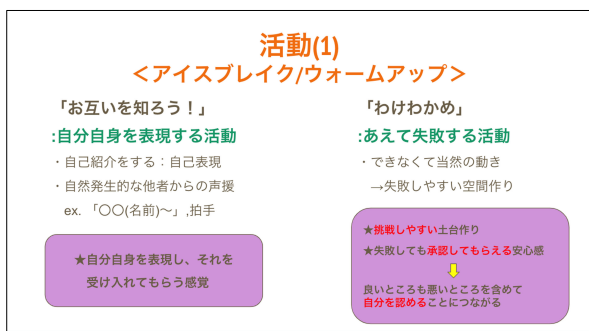 活動(1)
＜アイスブレイク/ウォームアップ＞
「お互いを知ろう！」
:自分自身を表現する活動
・自己紹介をする：自己表現
・自然発生的な他者からの声援
ex. 「〇〇(名前)〜」,拍手
★自分自身を表現し、それを
受け入れてもらう感覚
「わけわかめ」
:あえて失敗する活動
・できなくて当然の動き
→失敗しやすい空間作り
★挑戦しやすい土台作り
★失敗しても承認してもらえる安心感
良いところも悪いところを含めて
自分を認めることにつながる